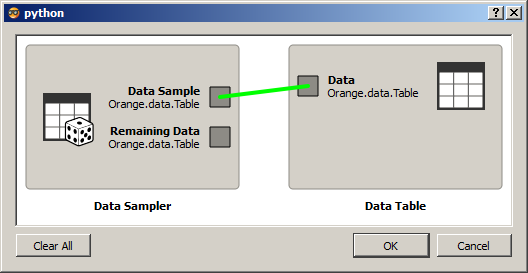 python
Data Sample
Orange.data.Table
Remaining Data
Orange.data.Table
Data Sampler
Data
Orange.data.Table
Data Table
Clear All
OK
Cancel